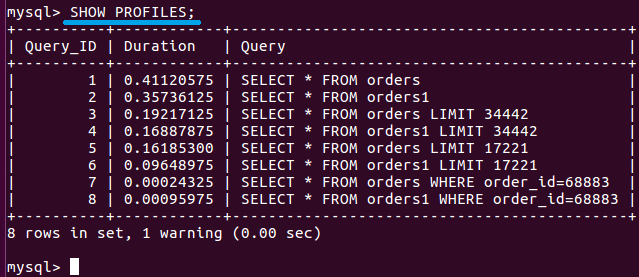 mysql> SHOW PROFILES;
+----------+------------+---------------------------------------------+
| Query_ID | Duration   | Query                                       |
+----------+------------+---------------------------------------------+
|        1 | 0.41120575 | SELECT * FROM orders                        |
|        2 | 0.35736125 | SELECT * FROM orders1                       |
|        3 | 0.19217125 | SELECT * FROM orders LIMIT 34442            |
|        4 | 0.16887875 | SELECT * FROM orders1 LIMIT 34442           |
|        5 | 0.16185300 | SELECT * FROM orders LIMIT 17221            |
|        6 | 0.09648975 | SELECT * FROM orders1 LIMIT 17221           |
|        7 | 0.00024325 | SELECT * FROM orders WHERE order_id=68883   |
|        8 | 0.00095975 | SELECT * FROM orders1 WHERE order_id=68883  |
+----------+------------+---------------------------------------------+
8 rows in set, 1 warning (0.00 sec)
mysql>